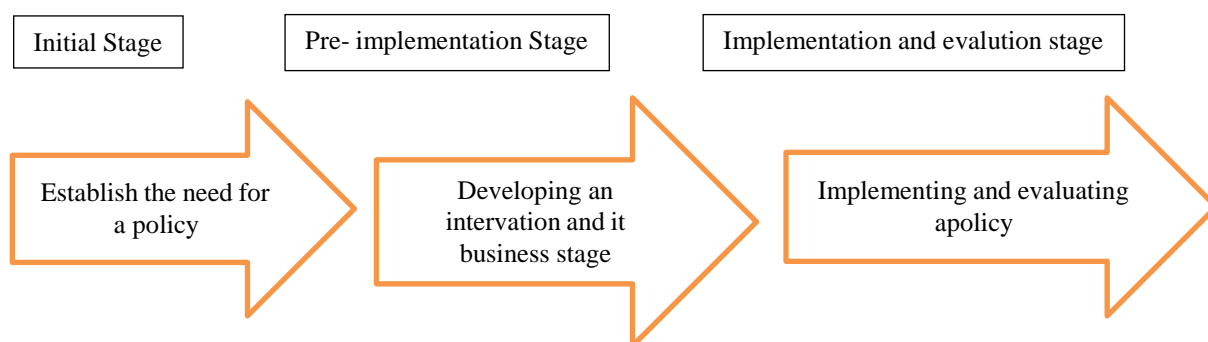 Initial Stage
Pre- implementation Stage
Implementation and evalution stage
Establish the need for
a policy
Developing an
intervation and it
business stage
Implementing and evaluating
apolicy